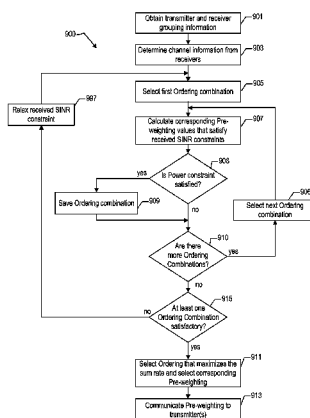 900
Obtain transmitter and receiver
grouping information
901
Determine channel information from
receivers
903
Relax received SINR
constraint
987
Select first Ordering combination
905
Calculate corresponding Pre-
weighting values that satisfy
received SINR constraints
907
Is Power constraint
satisfied?
908
yes
no
Save Ordering combination
909
Select next Ordering
combination
906
Are there
more Ordering
Combinations?
910
yes
no
At least one
Ordering Combination
satisfactory?
915
no
yes
Select Ordering that maximizes the
sum rate and select corresponding
Pre-weighting
911
Communicate Pre-weighting to
transmitter(s)
913